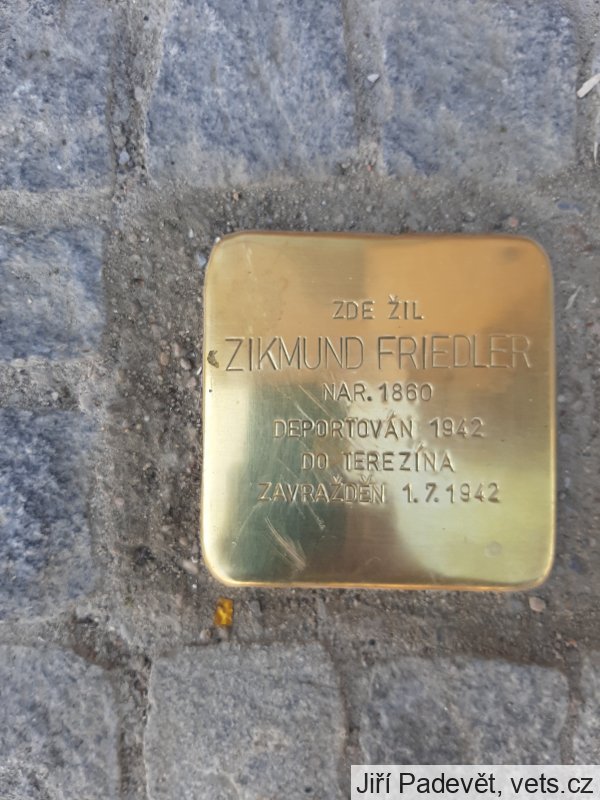 ZDE ŽIL
ZIKMUND FRIEDLER
NAR. 1860
DEPORTOVÁN 1942
DO TEREZÍNA
ZAVRAŽDĚN 1.7.1942
Jiří Padevět, vets.cz